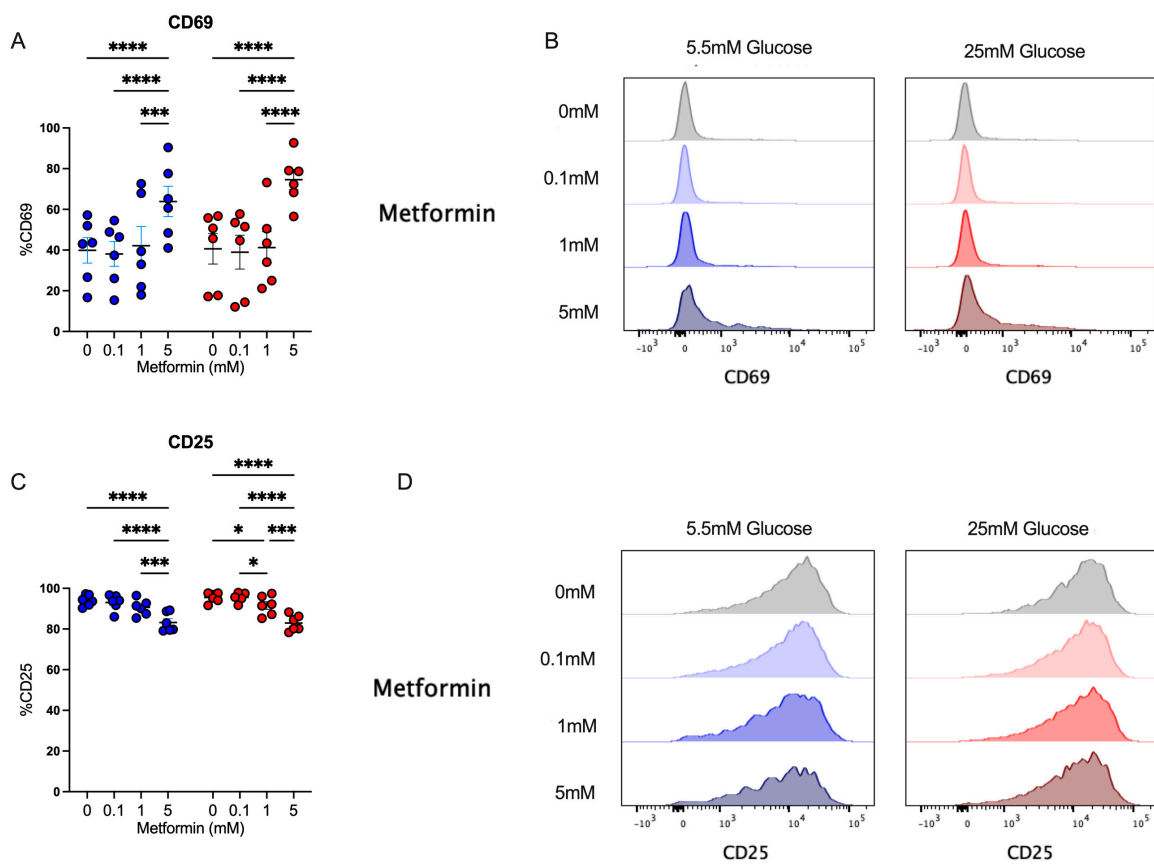 CD69
A
****
****
****
****
***
****
100
80
60
40
20
0
%CD69
0 0.1 1 5 0 0.1 1 5
Metformin (mM)
Metformin
B
5.5mM Glucose
25mM Glucose
0mM
0.1mM
1mM
5mM
-10³ 0 10³ 10⁴ 10⁵
-10³ 0 10³ 10⁴ 10⁵
CD69
CD69
CD25
C
****
****
****
****
* ***
***
*
100
80
60
40
20
0
%CD25
0 0.1 1 5 0 0.1 1 5
Metformin (mM)
D
Metformin
5.5mM Glucose
25mM Glucose
0mM
0.1mM
1mM
5mM
-10³ 0 10³ 10⁴ 10⁵
-10³ 0 10³ 10⁴ 10⁵
CD25
CD25